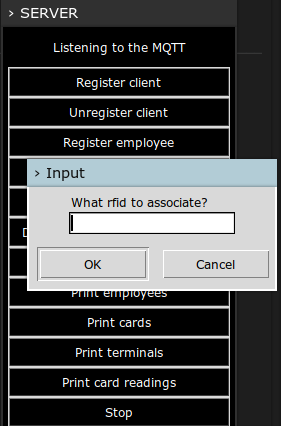 › SERVER
Listening to the MQTT
Register client
Unregister client
Register employee
› Input
What rfid to associate?
OK
Cancel
Print employees
Print cards
Print terminals
Print card readings
Stop